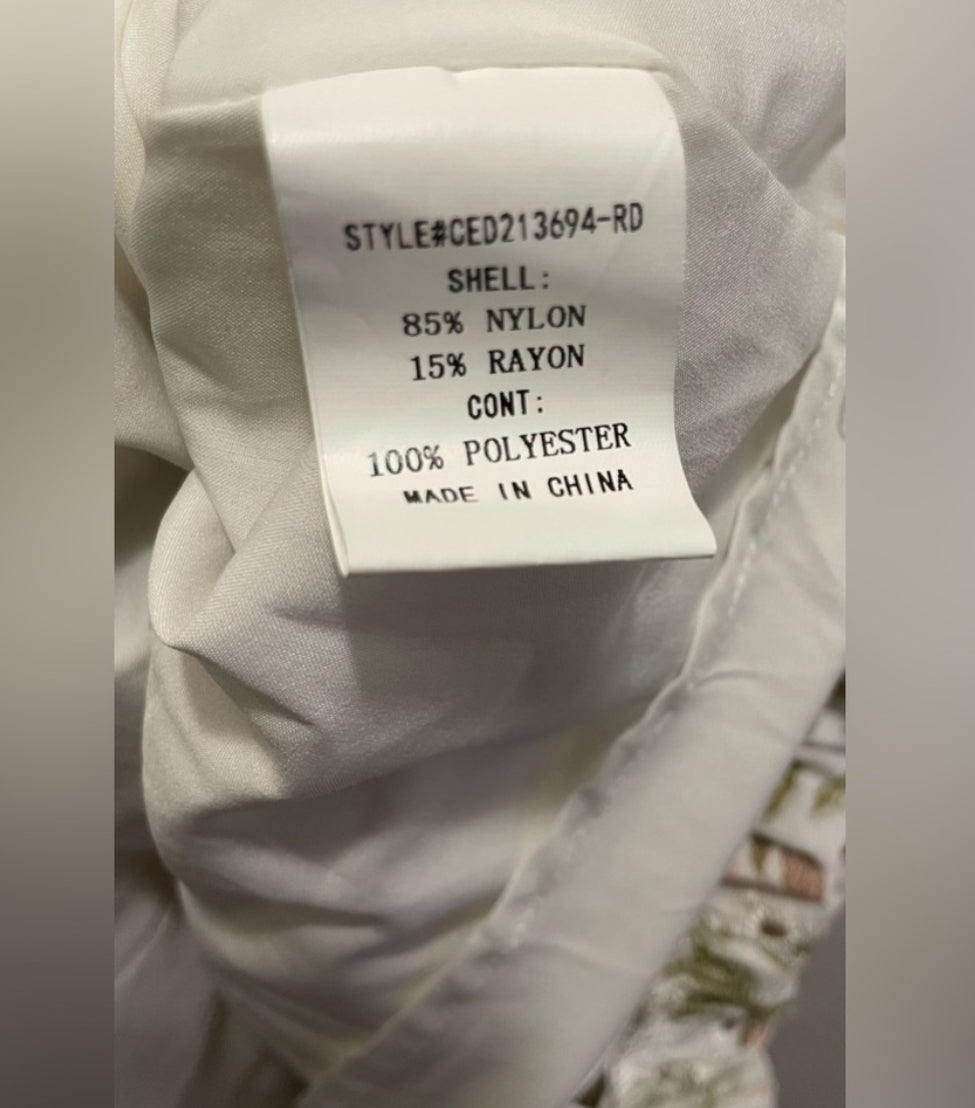 STYLE#CED213694-RD
SHELL:
85% NYLON
15% RAYON
CONT:
100% POLYESTER
MADE IN CHINA